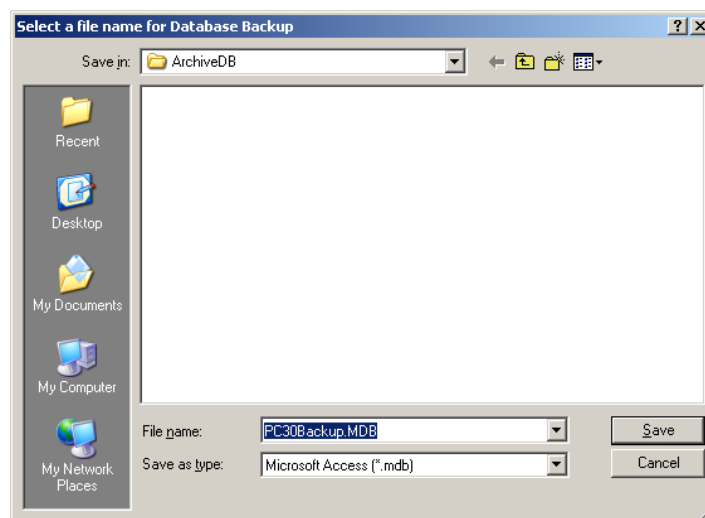 Select a file name for Database Backup
Save in:
ArchiveDB
Recent
Desktop
My Documents
My Computer
My Network
Places
File name:
PC30Backup.MDB
Save
Save as type:
Microsoft Access (*.mdb)
Cancel